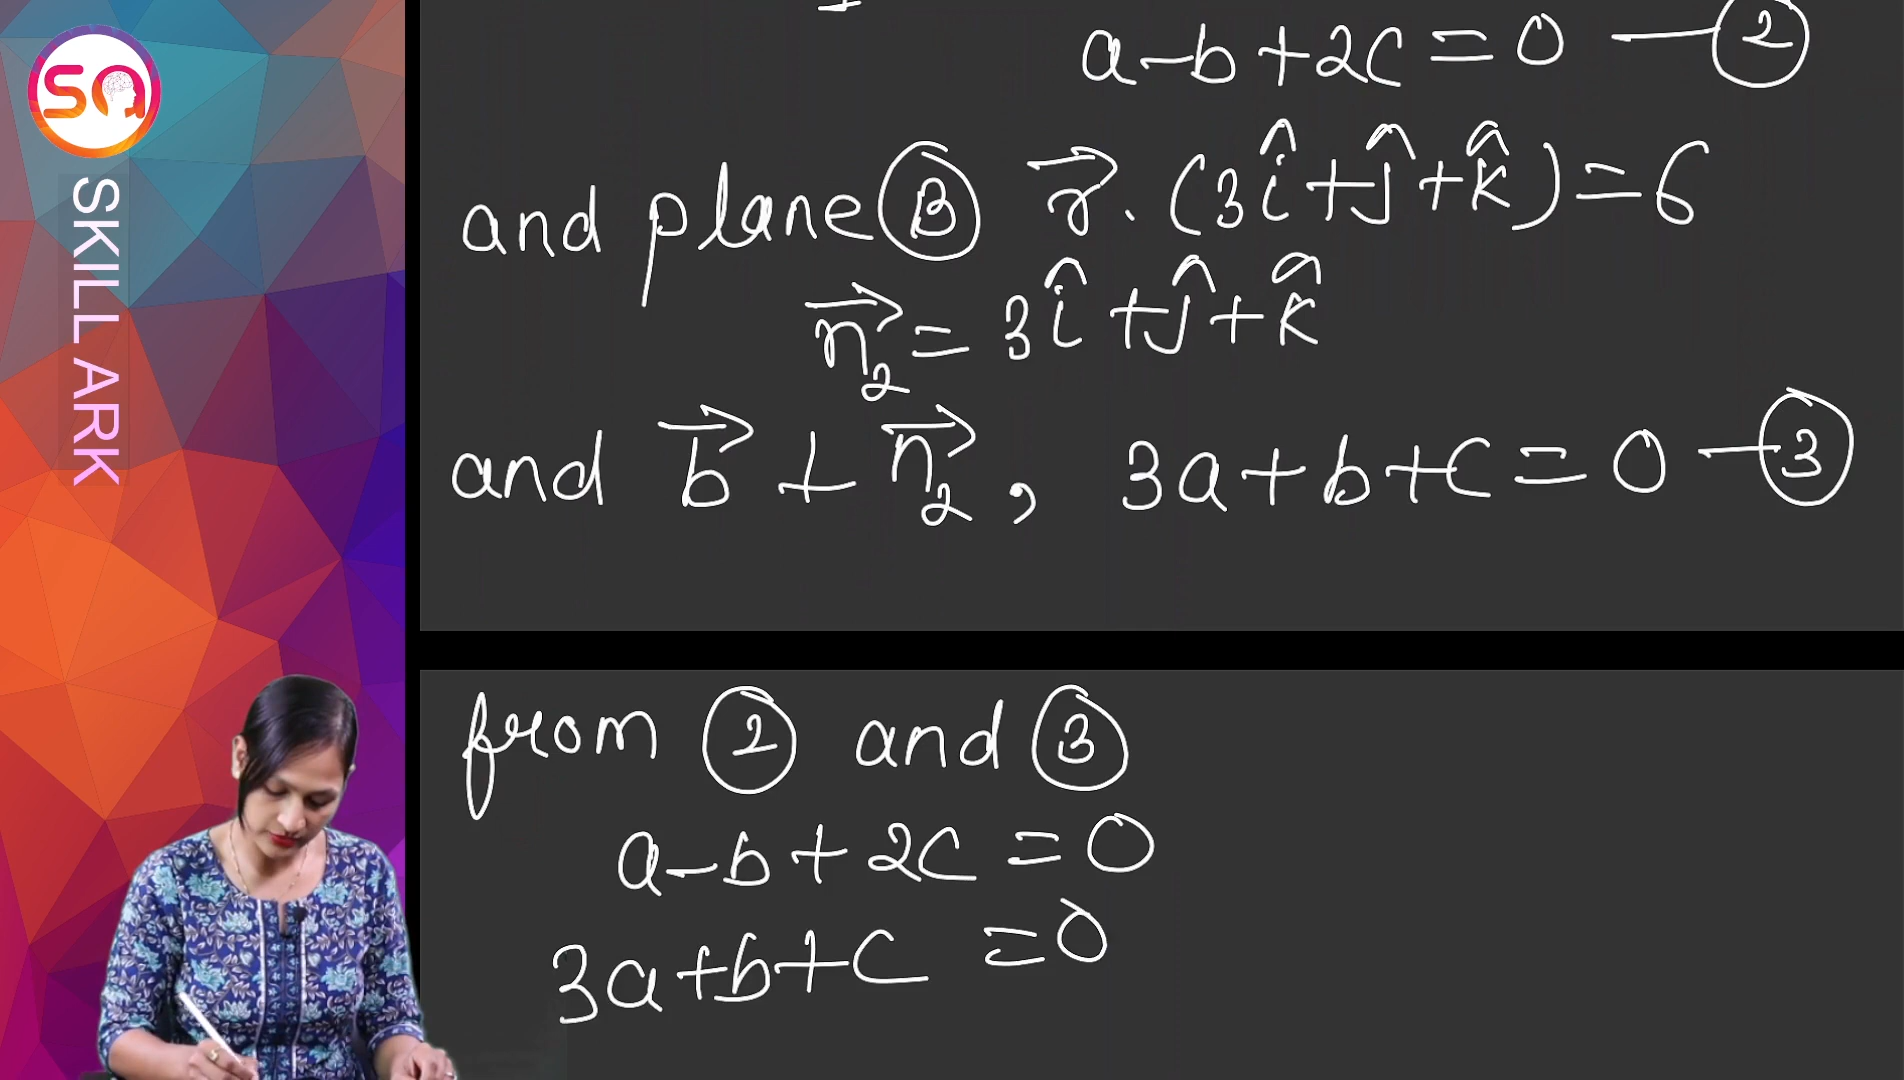 SQ
SKILL ARK
a-b+2c=0 —②
and plane Ⓑ r⃗.(3î+ĵ+k̂)=6
n⃗₂=3î+ĵ+k̂
and b⃗ ⊥ n⃗₂, 3a+b+c=0 —③
from ② and ③
a-b+2c=0
3a+b+c=0